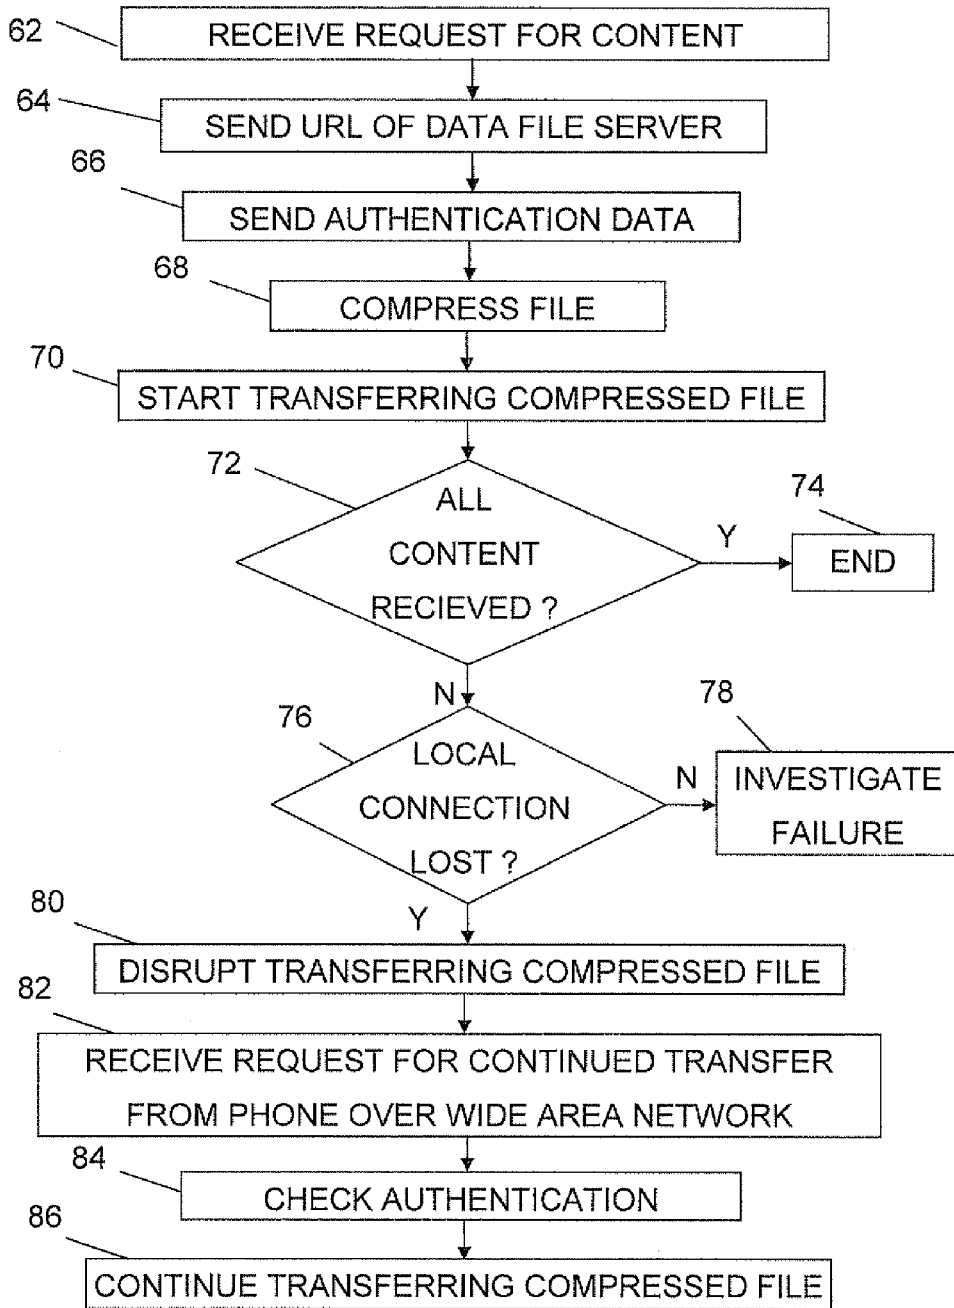 62
RECEIVE REQUEST FOR CONTENT
64
SEND URL OF DATA FILE SERVER
66
SEND AUTHENTICATION DATA
68
COMPRESS FILE
70
START TRANSFERRING COMPRESSED FILE
72
ALL
CONTENT
RECIEVED ?
Y
74
END
N
76
LOCAL
CONNECTION
LOST ?
N
78
INVESTIGATE
FAILURE
Y
80
DISRUPT TRANSFERRING COMPRESSED FILE
82
RECEIVE REQUEST FOR CONTINUED TRANSFER
FROM PHONE OVER WIDE AREA NETWORK
84
CHECK AUTHENTICATION
86
CONTINUE TRANSFERRING COMPRESSED FILE